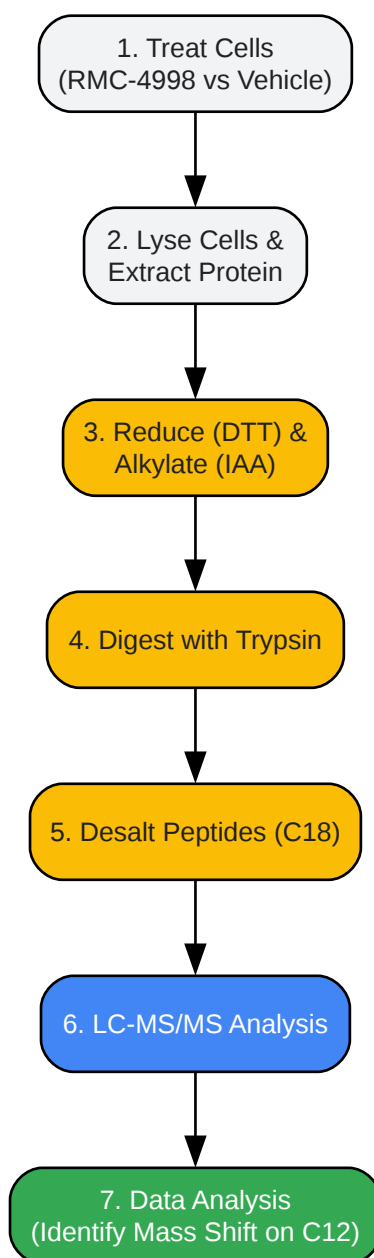 1. Treat Cells
(RMC-4998 vs Vehicle)
2. Lyse Cells &
Extract Protein
3. Reduce (DTT) &
Alkylate (IAA)
4. Digest with Trypsin
5. Desalt Peptides (C18)
6. LC-MS/MS Analysis
7. Data Analysis
(Identify Mass Shift on C12)